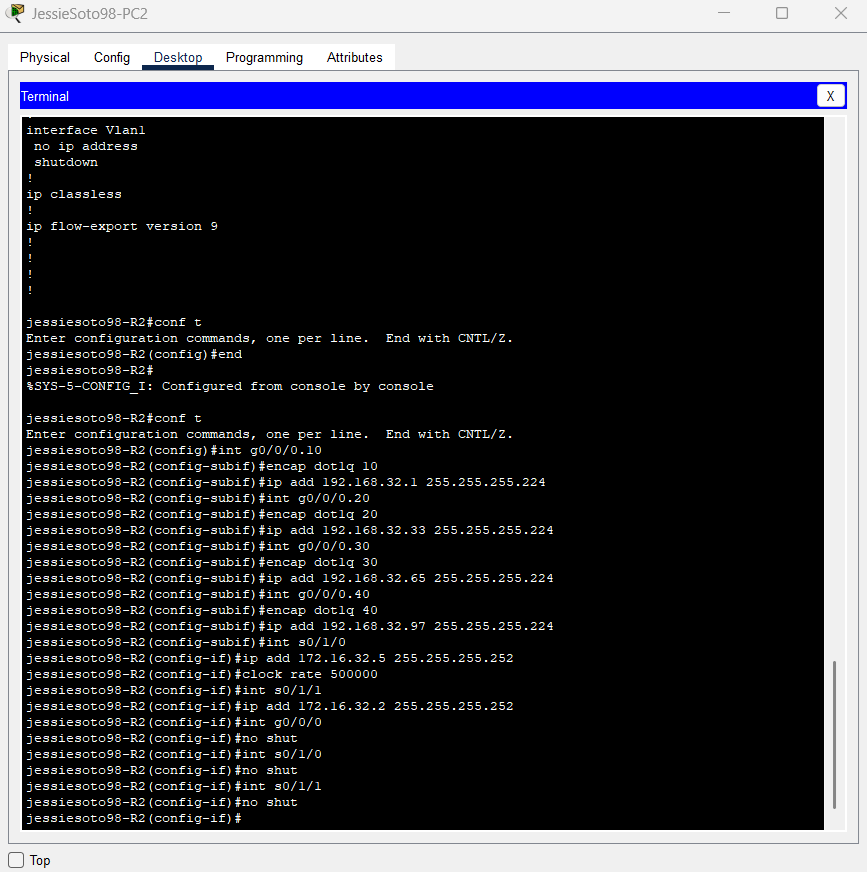 JessieSoto98-PC2
Physical Config Desktop Programming Attributes
Terminal X
interface Vlan1
 no ip address
 shutdown
!
ip classless
!
ip flow-export version 9
!
!
!
!
jessiesoto98-R2#conf t
Enter configuration commands, one per line.  End with CNTL/Z.
jessiesoto98-R2(config)#end
jessiesoto98-R2#
%SYS-5-CONFIG_I: Configured from console by console
jessiesoto98-R2#conf t
Enter configuration commands, one per line.  End with CNTL/Z.
jessiesoto98-R2(config)#int g0/0/0.10
jessiesoto98-R2(config-subif)#encap dot1q 10
jessiesoto98-R2(config-subif)#ip add 192.168.32.1 255.255.255.224
jessiesoto98-R2(config-subif)#int g0/0/0.20
jessiesoto98-R2(config-subif)#encap dot1q 20
jessiesoto98-R2(config-subif)#ip add 192.168.32.33 255.255.255.224
jessiesoto98-R2(config-subif)#int g0/0/0.30
jessiesoto98-R2(config-subif)#encap dot1q 30
jessiesoto98-R2(config-subif)#ip add 192.168.32.65 255.255.255.224
jessiesoto98-R2(config-subif)#int g0/0/0.40
jessiesoto98-R2(config-subif)#encap dot1q 40
jessiesoto98-R2(config-subif)#ip add 192.168.32.97 255.255.255.224
jessiesoto98-R2(config-subif)#int s0/1/0
jessiesoto98-R2(config-if)#ip add 172.16.32.5 255.255.255.252
jessiesoto98-R2(config-if)#clock rate 500000
jessiesoto98-R2(config-if)#int s0/1/1
jessiesoto98-R2(config-if)#ip add 172.16.32.2 255.255.255.252
jessiesoto98-R2(config-if)#int g0/0/0
jessiesoto98-R2(config-if)#no shut
jessiesoto98-R2(config-if)#int s0/1/0
jessiesoto98-R2(config-if)#no shut
jessiesoto98-R2(config-if)#int s0/1/1
jessiesoto98-R2(config-if)#no shut
jessiesoto98-R2(config-if)#
Top